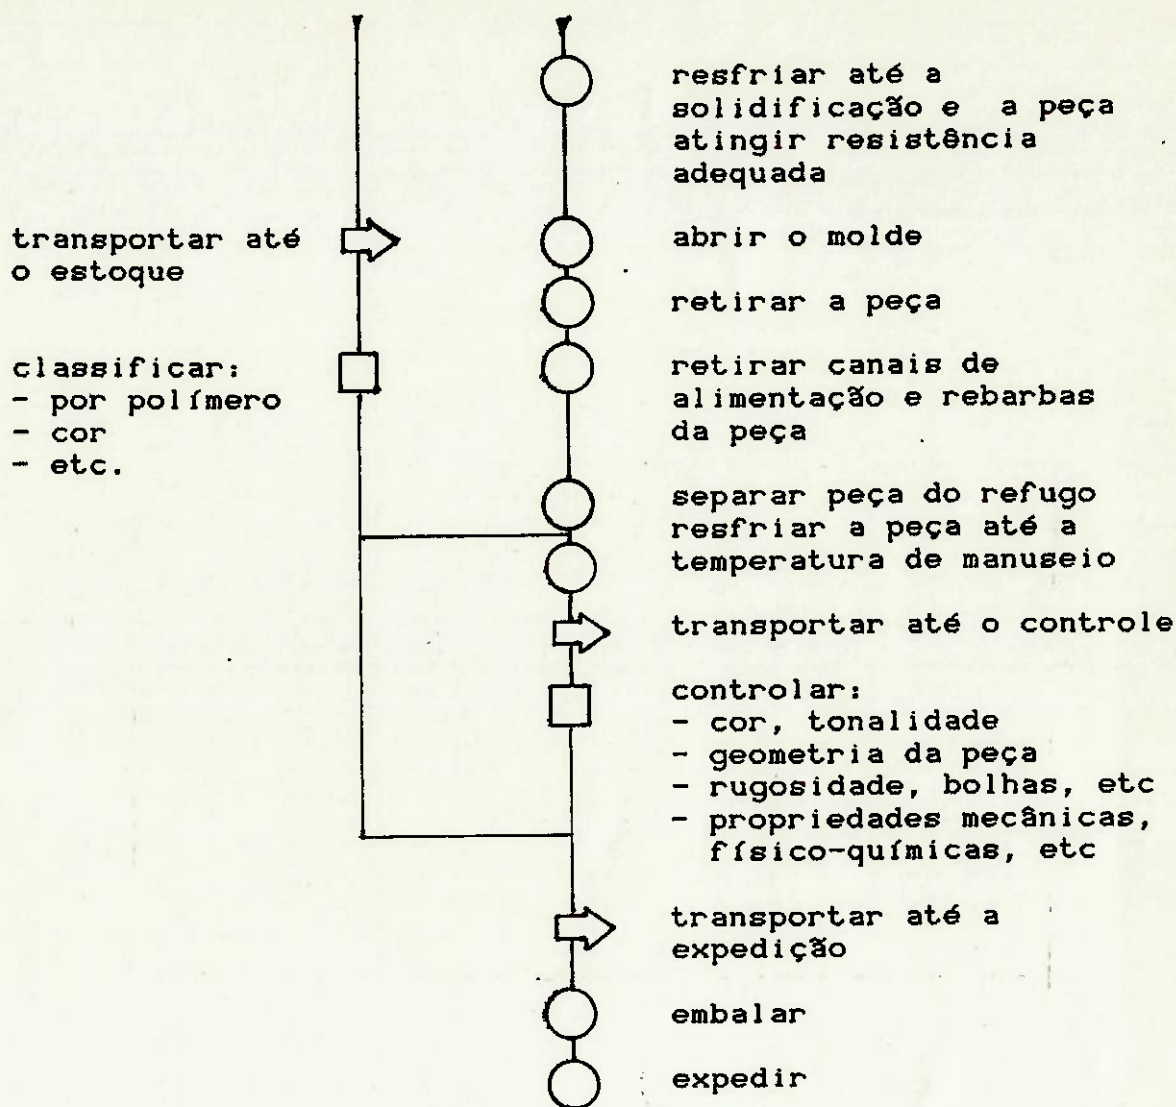 resfriar até a
solidificação e a peça
atingir resistência
adequada
transportar até
o estoque
abrir o molde
retirar a peça
classificar:
- por polímero
- cor
- etc.
retirar canais de
alimentação e rebarbas
da peça
separar peça do refugo
resfriar a peça até a
temperatura de manuseio
transportar até o controle
controlar:
- cor, tonalidade
- geometria da peça
- rugosidade, bolhas, etc
- propriedades mecânicas,
físico-químicas, etc
transportar até a
expedição
embalar
expedir